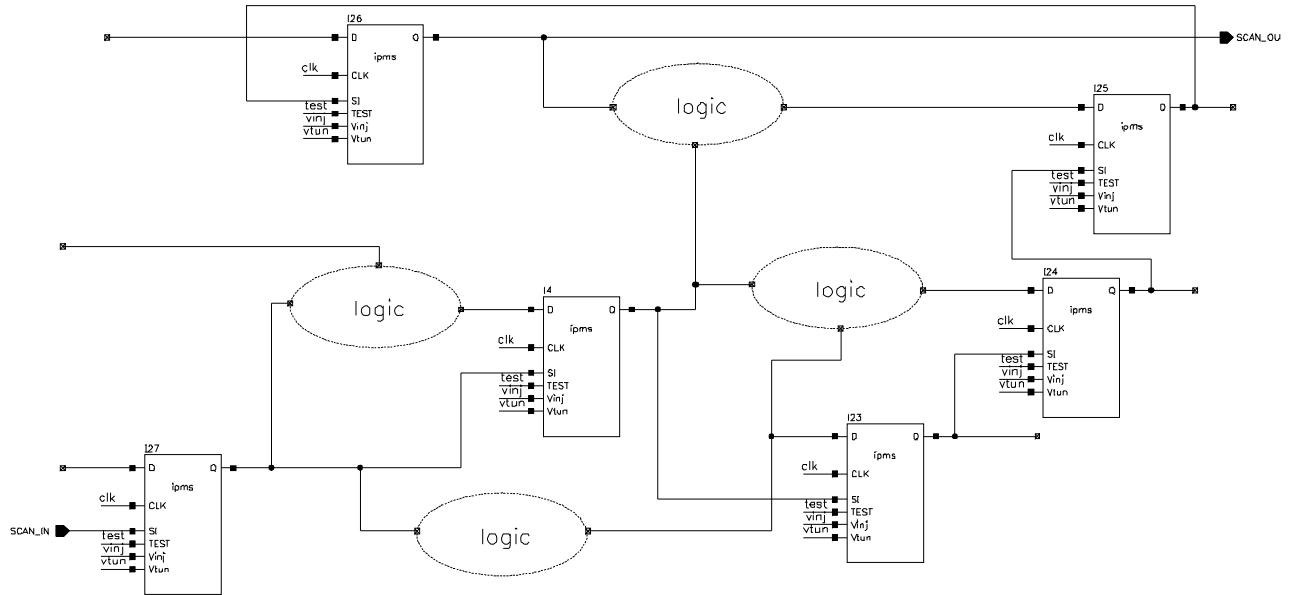 I26
D Q
ipms
clk CLK
SI
test TEST
vinj Vinj
vtun Vtun
SCAN_OU
logic
I25
D Q
ipms
clk CLK
SI
test TEST
vinj Vinj
vtun Vtun
logic
I4
D Q
ipms
clk CLK
SI
test TEST
vinj Vinj
vtun Vtun
logic
I24
D Q
ipms
clk CLK
SI
test TEST
vinj Vinj
vtun Vtun
I23
D Q
ipms
clk CLK
SI
test TEST
vinj Vinj
vtun Vtun
I27
D Q
ipms
clk CLK
SCAN_IN SI
test TEST
vinj Vinj
vtun Vtun
logic